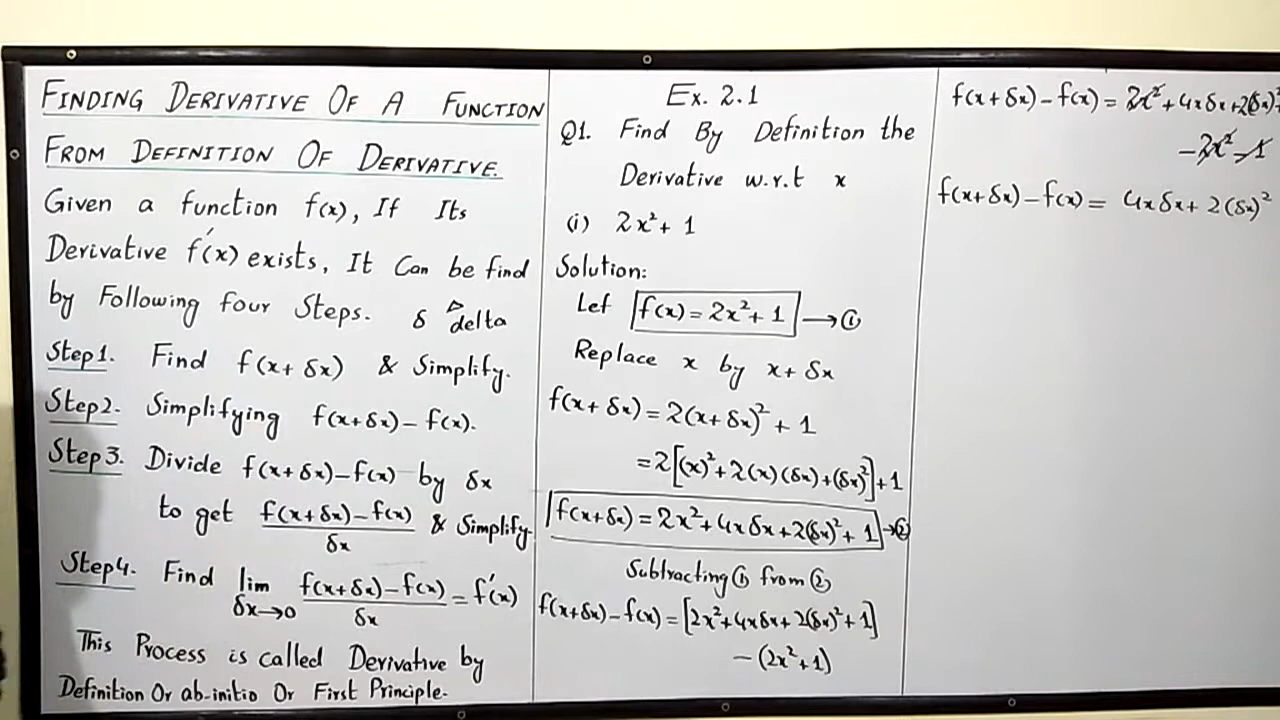 FINDING DERIVATIVE OF A FUNCTION
FROM DEFINITION OF DERIVATIVE.
Given a function f(x), If Its
Derivative f′(x) exists, It Can be find
by Following four Steps. δ ▷ delta
Step1. Find f(x+δx) & Simplify.
Step2. Simplifying f(x+δx)−f(x).
Step3. Divide f(x+δx)−f(x) by δx
to get (f(x+δx)−f(x))/δx & Simplify
Step4. Find lim δx→0 (f(x+δx)−f(x))/δx = f′(x)
This Process is called Derivative by
Definition Or ab-initio Or First Principle.
Ex. 2.1
Q1. Find By Definition the
Derivative w.r.t x
(i) 2x²+1
Solution:
Let f(x)=2x²+1 →①
Replace x by x+δx
f(x+δx)=2(x+δx)²+1
=2[(x)²+2(x)(δx)+(δx)²]+1
f(x+δx)=2x²+4xδx+2(δx)²+1 →②
Subtracting ① from ②
f(x+δx)−f(x)=[2x²+4xδx+2(δx)²+1]
−(2x²+1)
f(x+δx)−f(x)=2x²+4xδx+2(δx)²+
−2x²−1
f(x+δx)−f(x)=4xδx+2(δx)²